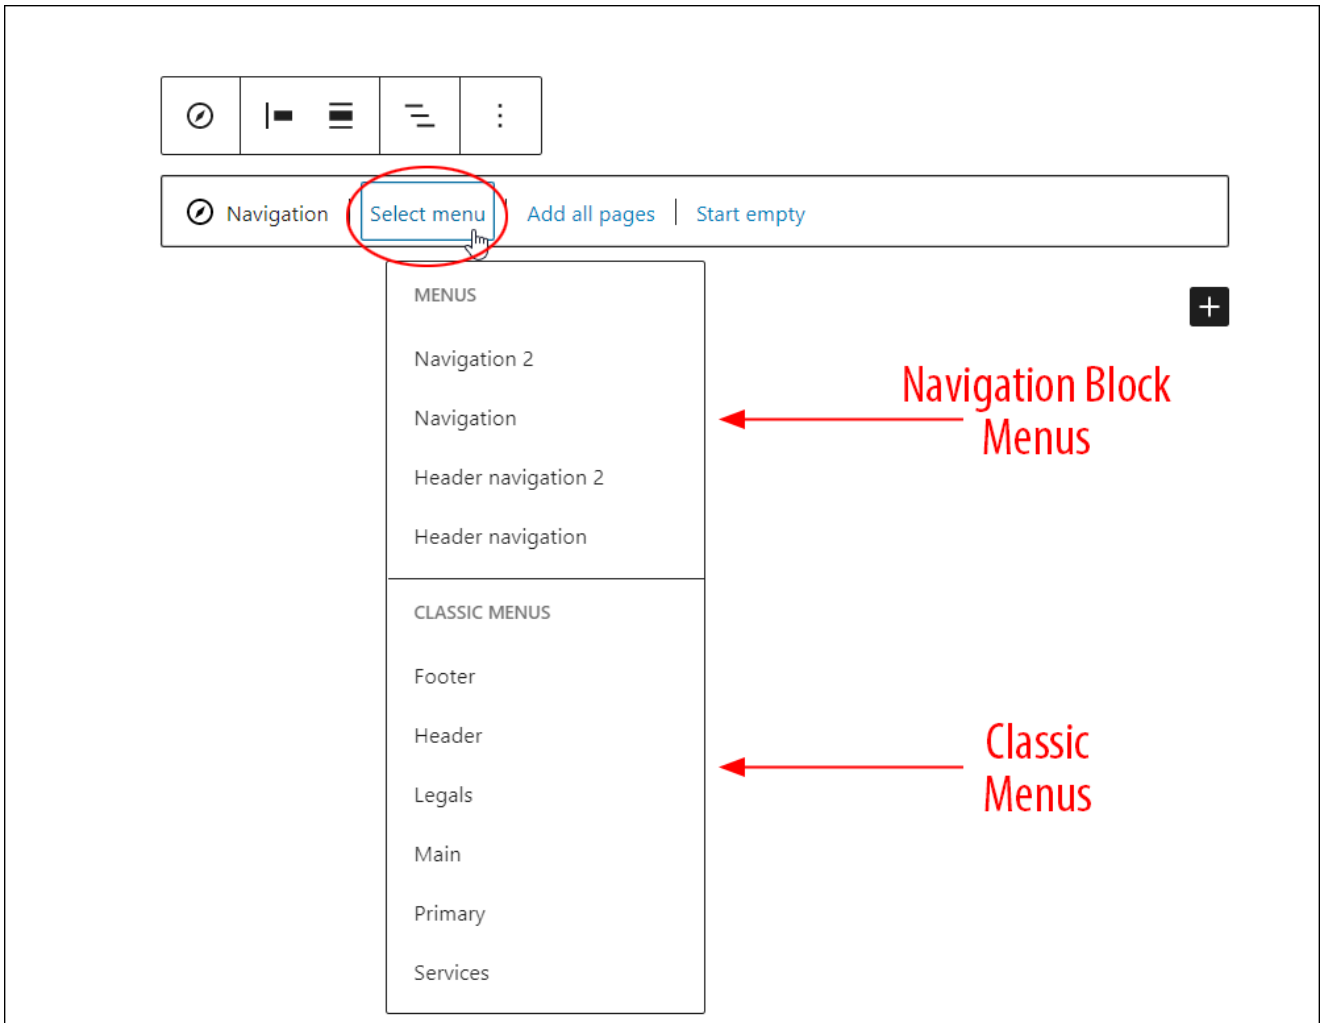 Navigation | Select menu | Add all pages | Start empty
MENUS
Navigation 2
Navigation
Header navigation 2
Header navigation
Navigation Block
Menus
CLASSIC MENUS
Footer
Header
Legals
Main
Primary
Services
Classic
Menus